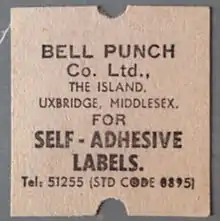 BELL PUNCH
Co. Ltd.,
THE ISLAND,
UXBRIDGE, MIDDLESEX.
FOR
SELF - ADHESIVE
LABELS.
Tel: 51255 (STD CODE 0895)